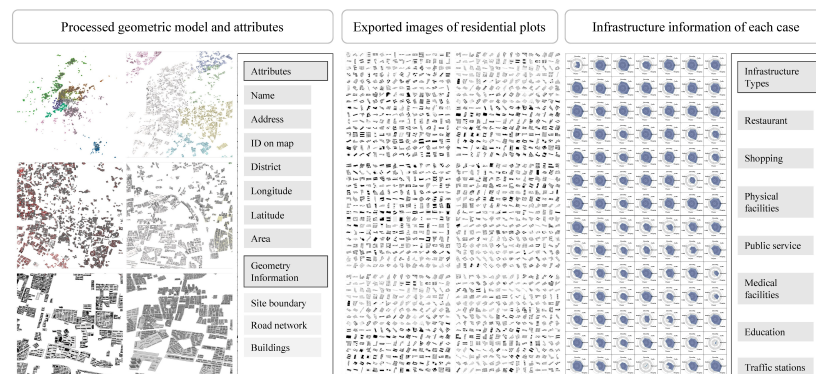 Processed geometric model and attributes
Exported images of residential plots
Infrastructure information of each case
Attributes
Name
Address
ID on map
District
Longitude
Latitude
Area
Geometry
Information
Site boundary
Road network
Buildings
Infrastructure
Types
Restaurant
Shopping
Physical
facilities
Public service
Medical
facilities
Education
Traffic stations